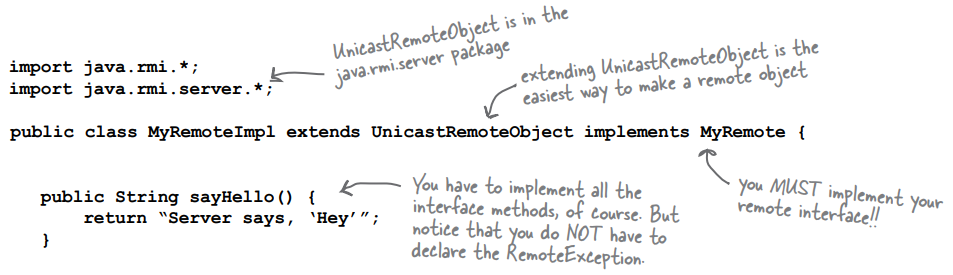 UnicastRemoteObject is in the
java.rmi.server package
import java.rmi.*;
import java.rmi.server.*;
extending UnicastRemoteObject is the
easiest way to make a remote object
public class MyRemoteImpl extends UnicastRemoteObject implements MyRemote {
public String sayHello() {
return “Server says, ‘Hey’”;
}
You have to implement all the
interface methods, of course. But
notice that you do NOT have to
declare the RemoteException.
you MUST implement your
remote interface!!